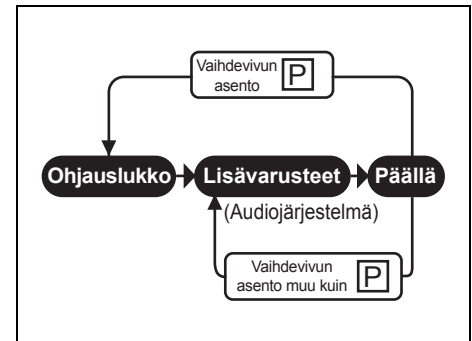 Vaihdevivun
asento P
Ohjauslukko Lisävarusteet Päällä
(Audiojärjestelmä)
Vaihdevivun
asento muu kuin P